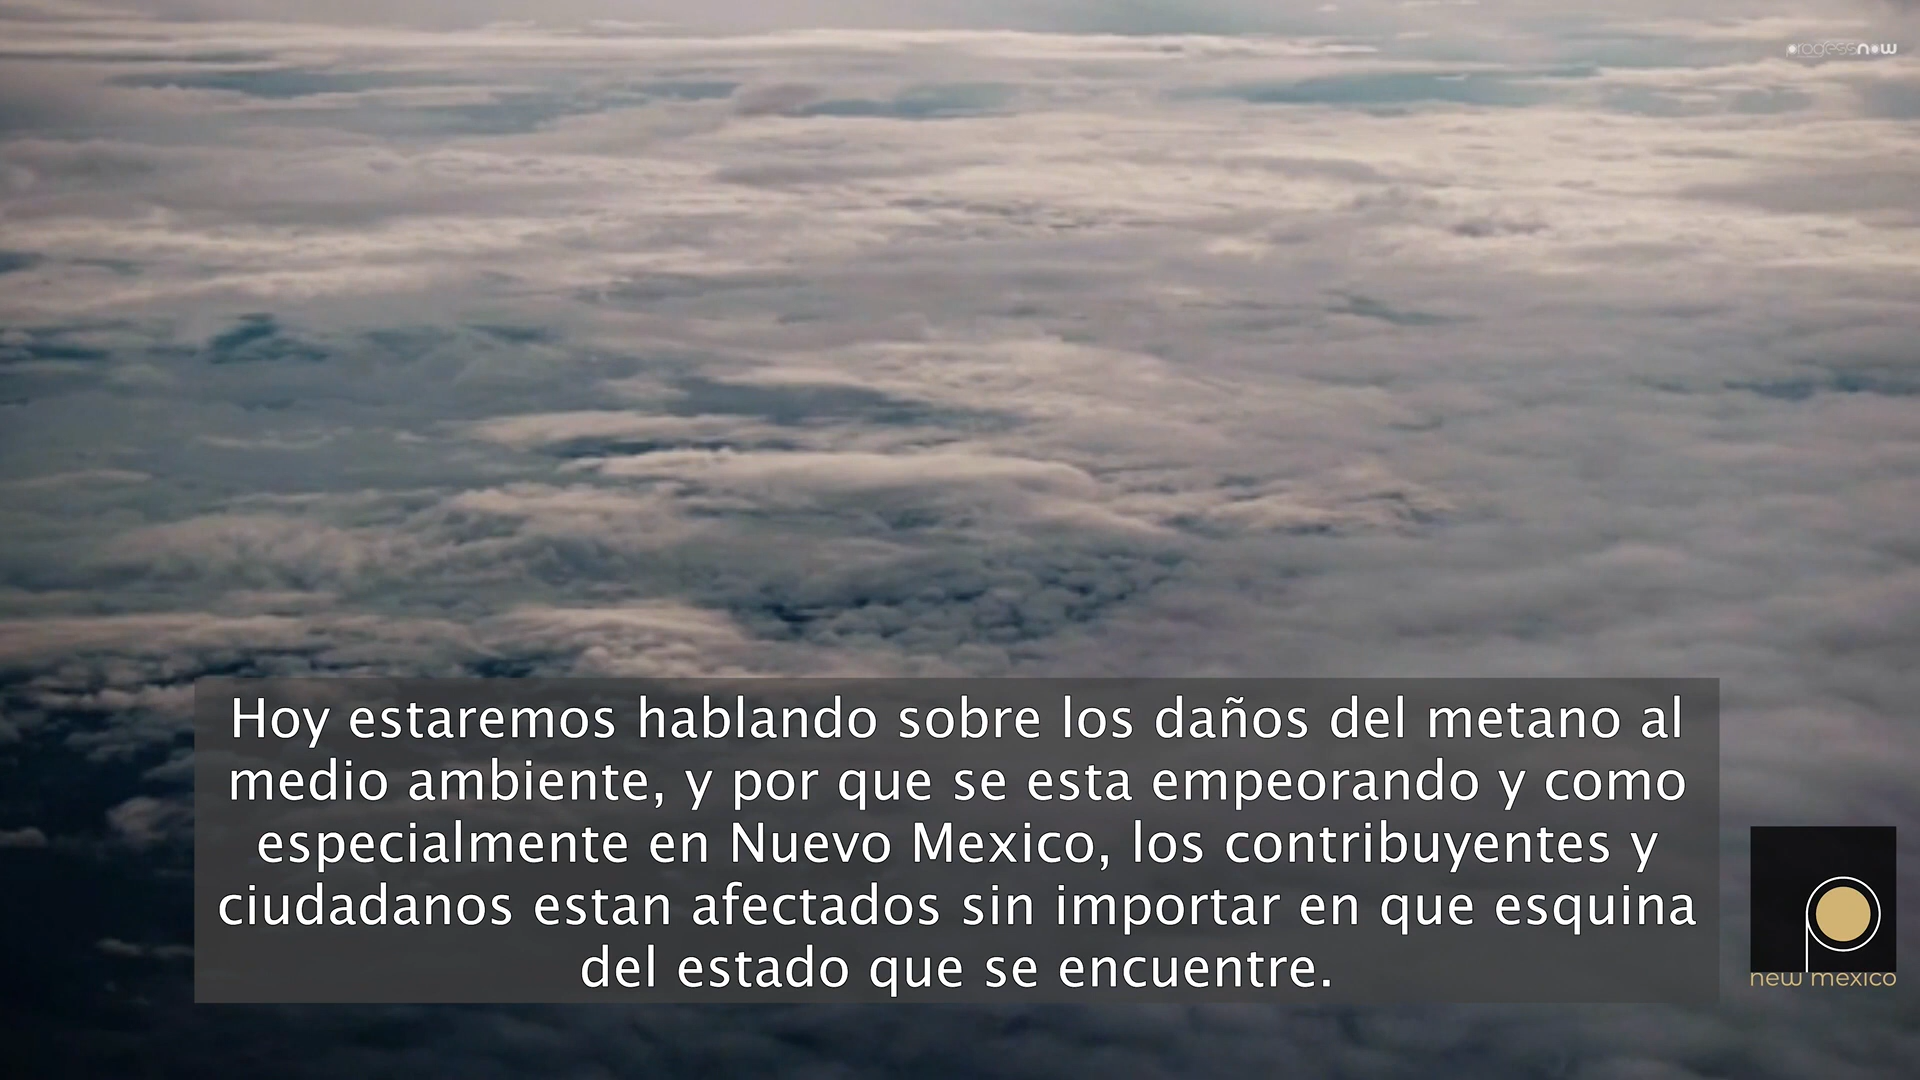 progressnow
Hoy estaremos hablando sobre los daños del metano al
medio ambiente, y por que se esta empeorando y como
especialmente en Nuevo Mexico, los contribuyentes y
ciudadanos estan afectados sin importar en que esquina
del estado que se encuentre.
p
new mexico